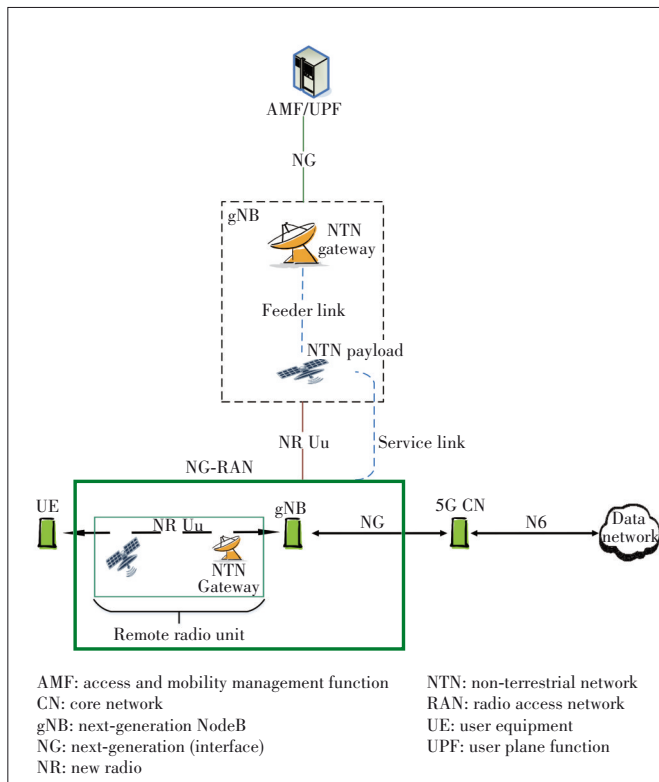 AMF/UPF
NG
gNB
NTN
gateway
Feeder link
NTN payload
NR Uu
Service link
NG-RAN
UE
NR Uu
gNB
NG
5G CN
N6
Data
network
NTN
Gateway
Remote radio unit
AMF: access and mobility management function
CN: core network
gNB: next-generation NodeB
NG: next-generation (interface)
NR: new radio
NTN: non-terrestrial network
RAN: radio access network
UE: user equipment
UPF: user plane function